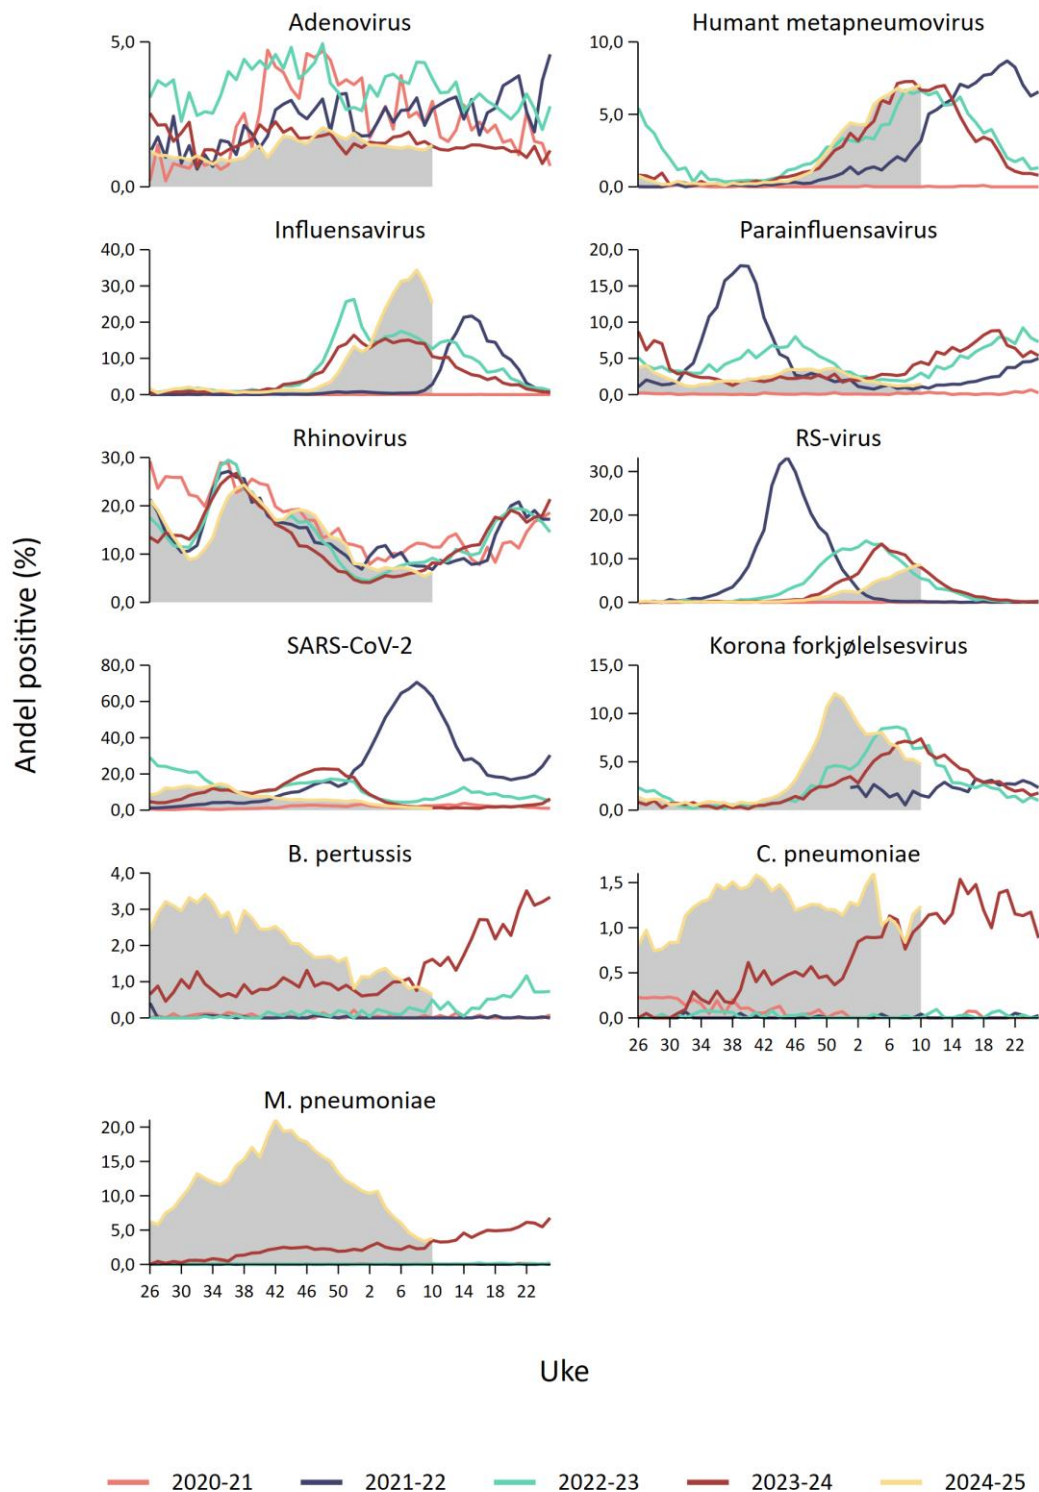 Adenovirus
Humant metapneumovirus
5,0
0,0
10,0
5,0
0,0
Influensavirus
Parainfluensavirus
40,0
30,0
20,0
10,0
0,0
20,0
15,0
10,0
5,0
0,0
Rhinovirus
RS-virus
30,0
20,0
10,0
0,0
30,0
20,0
10,0
0,0
Andel positive (%)
SARS-CoV-2
Korona forkjølelsesvirus
80,0
60,0
40,0
20,0
0,0
15,0
10,0
5,0
0,0
B. pertussis
C. pneumoniae
4,0
3,0
2,0
1,0
0,0
1,5
1,0
0,5
0,0
26 30 34 38 42 46 50 2 6 10 14 18 22
M. pneumoniae
20,0
15,0
10,0
5,0
0,0
26 30 34 38 42 46 50 2 6 10 14 18 22
Uke
2020-21 2021-22 2022-23 2023-24 2024-25